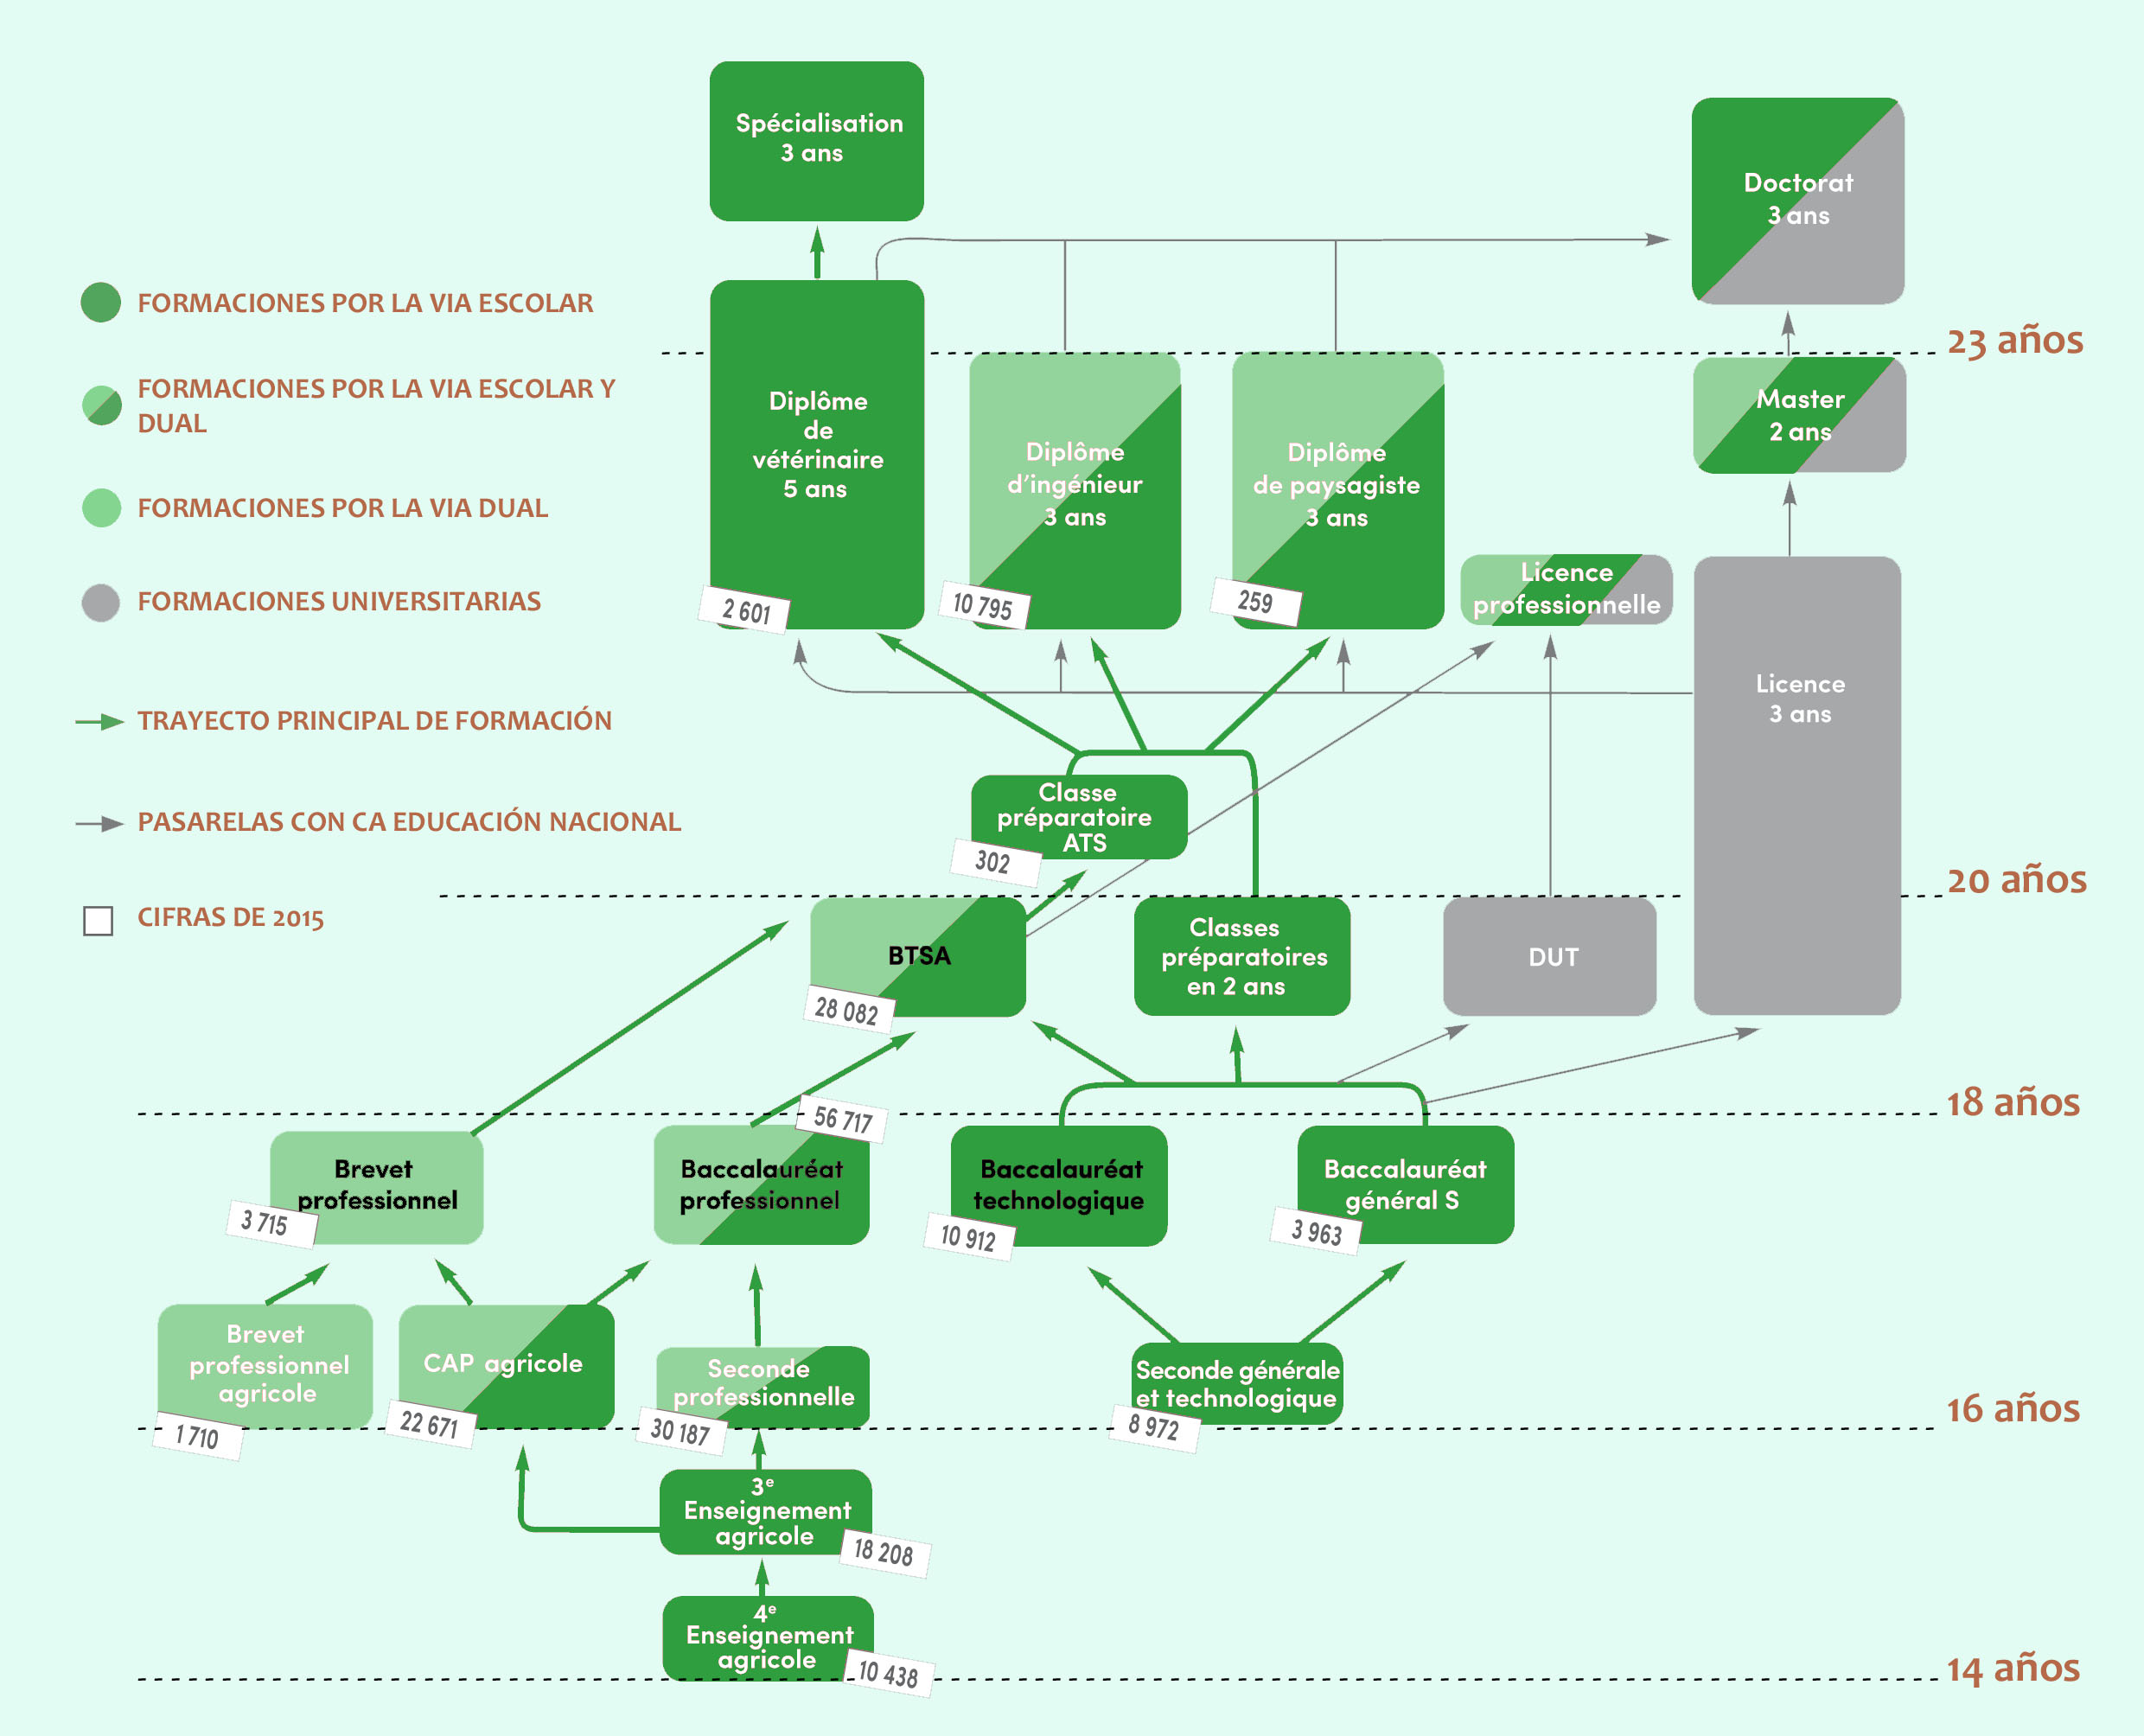 Spécialisation
3 ans
Doctorat
3 ans
FORMACIONES POR LA VIA ESCOLAR
23 años
FORMACIONES POR LA VIA ESCOLAR Y
DUAL
Diplôme
de
vétérinaire
5 ans
2 601
Diplôme
d'ingénieur
3 ans
10 795
Diplôme
de paysagiste
3 ans
259
Master
2 ans
FORMACIONES POR LA VIA DUAL
FORMACIONES UNIVERSITARIAS
Licence
professionnelle
Licence
3 ans
TRAYECTO PRINCIPAL DE FORMACIÓN
PASARELAS CON CA EDUCACIÓN NACIONAL
Classe
préparatoire
ATS
302
20 años
CIFRAS DE 2015
BTSA
28 082
Classes
préparatoires
en 2 ans
DUT
18 años
Brevet
professionnel
3 715
56 717
Baccalauréat
professionnel
Baccalauréat
technologique
10 912
Baccalauréat
général S
3 963
Brevet
professionnel
agricole
1 710
CAP agricole
22 671
Seconde
professionnelle
30 187
Seconde générale
et technologique
8 972
16 años
3e
Enseignement
agricole
18 208
4e
Enseignement
agricole
10 438
14 años